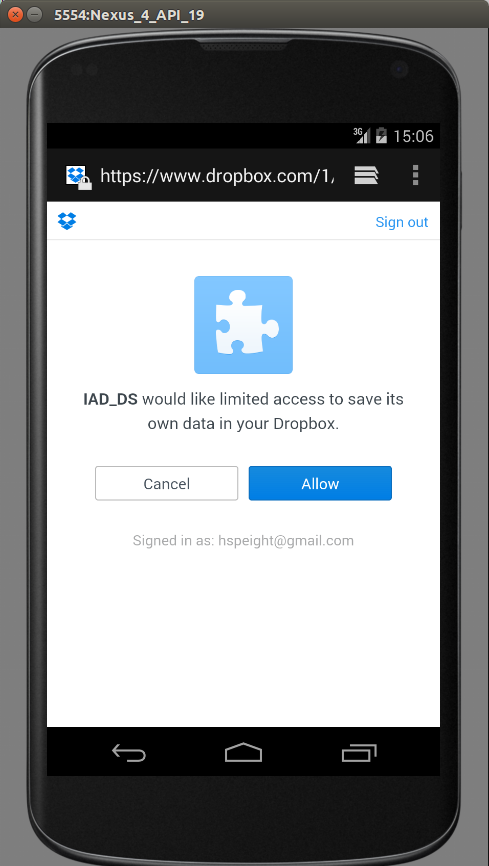 5554:Nexus_4_API_19
3G 15:06
https://www.dropbox.com/1/
Sign out
IAD_DS would like limited access to save its
own data in your Dropbox.
Cancel Allow
Signed in as: hspeight@gmail.com